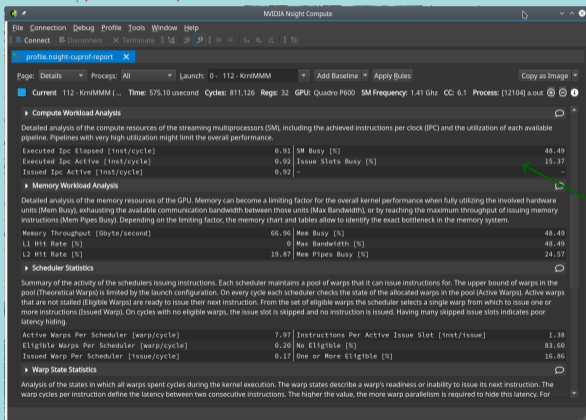 NVIDIA Nsight Compute
File Connection Debug Profile Tools Window Help
Connect Disconnect Terminate
profile.nsight-cuprof-report X
Page: Details Process: All Launch: 0 - 112 - KrnlMMM Add Baseline Apply Rules Copy as Image
Current 112 - KrnlMMM (... Time: 575.10 usecond Cycles: 811,126 Regs: 32 GPU: Quadro P600 SM Frequency: 1.41 Ghz CC: 6.1 Process: [12104] a.out
Compute Workload Analysis
Detailed analysis of the compute resources of the streaming multiprocessors (SM), including the achieved instructions per clock (IPC) and the utilization of each available
pipeline. Pipelines with very high utilization might limit the overall performance.
Executed Ipc Elapsed [inst/cycle] 0.91 SM Busy [%] 48.49
Executed Ipc Active [inst/cycle] 0.92 Issue Slots Busy [%] 15.37
Issued Ipc Active [inst/cycle] 0.92 - -
Memory Workload Analysis
Detailed analysis of the memory resources of the GPU. Memory can become a limiting factor for the overall kernel performance when fully utilizing the involved hardware
units (Mem Busy), exhausting the available communication bandwidth between those units (Max Bandwidth), or by reaching the maximum throughput of issuing memory
instructions (Mem Pipes Busy). Depending on the limiting factor, the memory chart and tables allow to identify the exact bottleneck in the memory system.
Memory Throughput [Gbyte/second] 66.96 Mem Busy [%] 48.49
L1 Hit Rate [%] 0 Max Bandwidth [%] 48.49
L2 Hit Rate [%] 19.87 Mem Pipes Busy [%] 24.57
Scheduler Statistics
Summary of the activity of the schedulers issuing instructions. Each scheduler maintains a pool of warps that it can issue instructions for. The upper bound of warps in the
pool (Theoretical Warps) is limited by the launch configuration. On every cycle each scheduler checks the state of the allocated warps in the pool (Active Warps). Active warps
that are not stalled (Eligible Warps) are ready to issue their next instruction. From the set of eligible warps the scheduler selects a single warp from which to issue one or
more instructions (Issued Warp). On cycles with no eligible warps, the issue slot is skipped and no instruction is issued. Having many skipped issue slots indicates poor
latency hiding.
Active Warps Per Scheduler [warp/cycle] 7.97 Instructions Per Active Issue Slot [inst/issue] 1.38
Eligible Warps Per Scheduler [warp/cycle] 0.20 No Eligible [%] 83.60
Issued Warp Per Scheduler [issue/cycle] 0.17 One or More Eligible [%] 16.86
Warp State Statistics
Analysis of the states in which all warps spent cycles during the kernel execution. The warp states describe a warp's readiness or inability to issue its next instruction. The
warp cycles per instruction define the latency between two consecutive instructions. The higher the value, the more warp parallelism is required to hide this latency. For